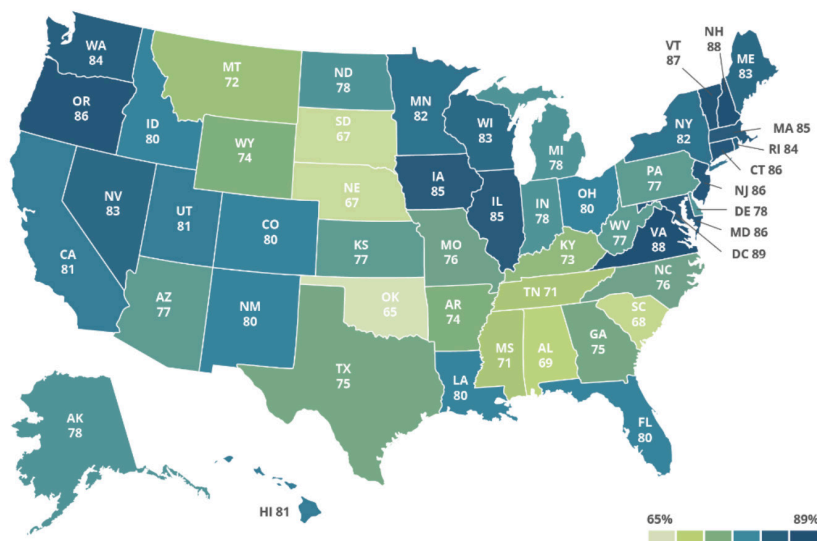 WA
84
OR
86
CA
81
NV
83
ID
80
MT
72
WY
74
UT
81
CO
80
AZ
77
NM
80
ND
78
SD
67
NE
67
KS
77
OK
65
TX
75
MN
82
IA
85
MO
76
AR
74
LA
80
WI
83
IL
85
MI
78
IN
78
OH
80
KY
73
TN 71
MS
71
AL
69
GA
75
FL
80
SC
68
NC
76
VA
88
WV
77
PA
77
NY
82
VT
87
NH
88
ME
83
MA 85
RI 84
CT 86
NJ 86
DE 78
MD 86
DC 89
AK
78
HI 81
65% 89%